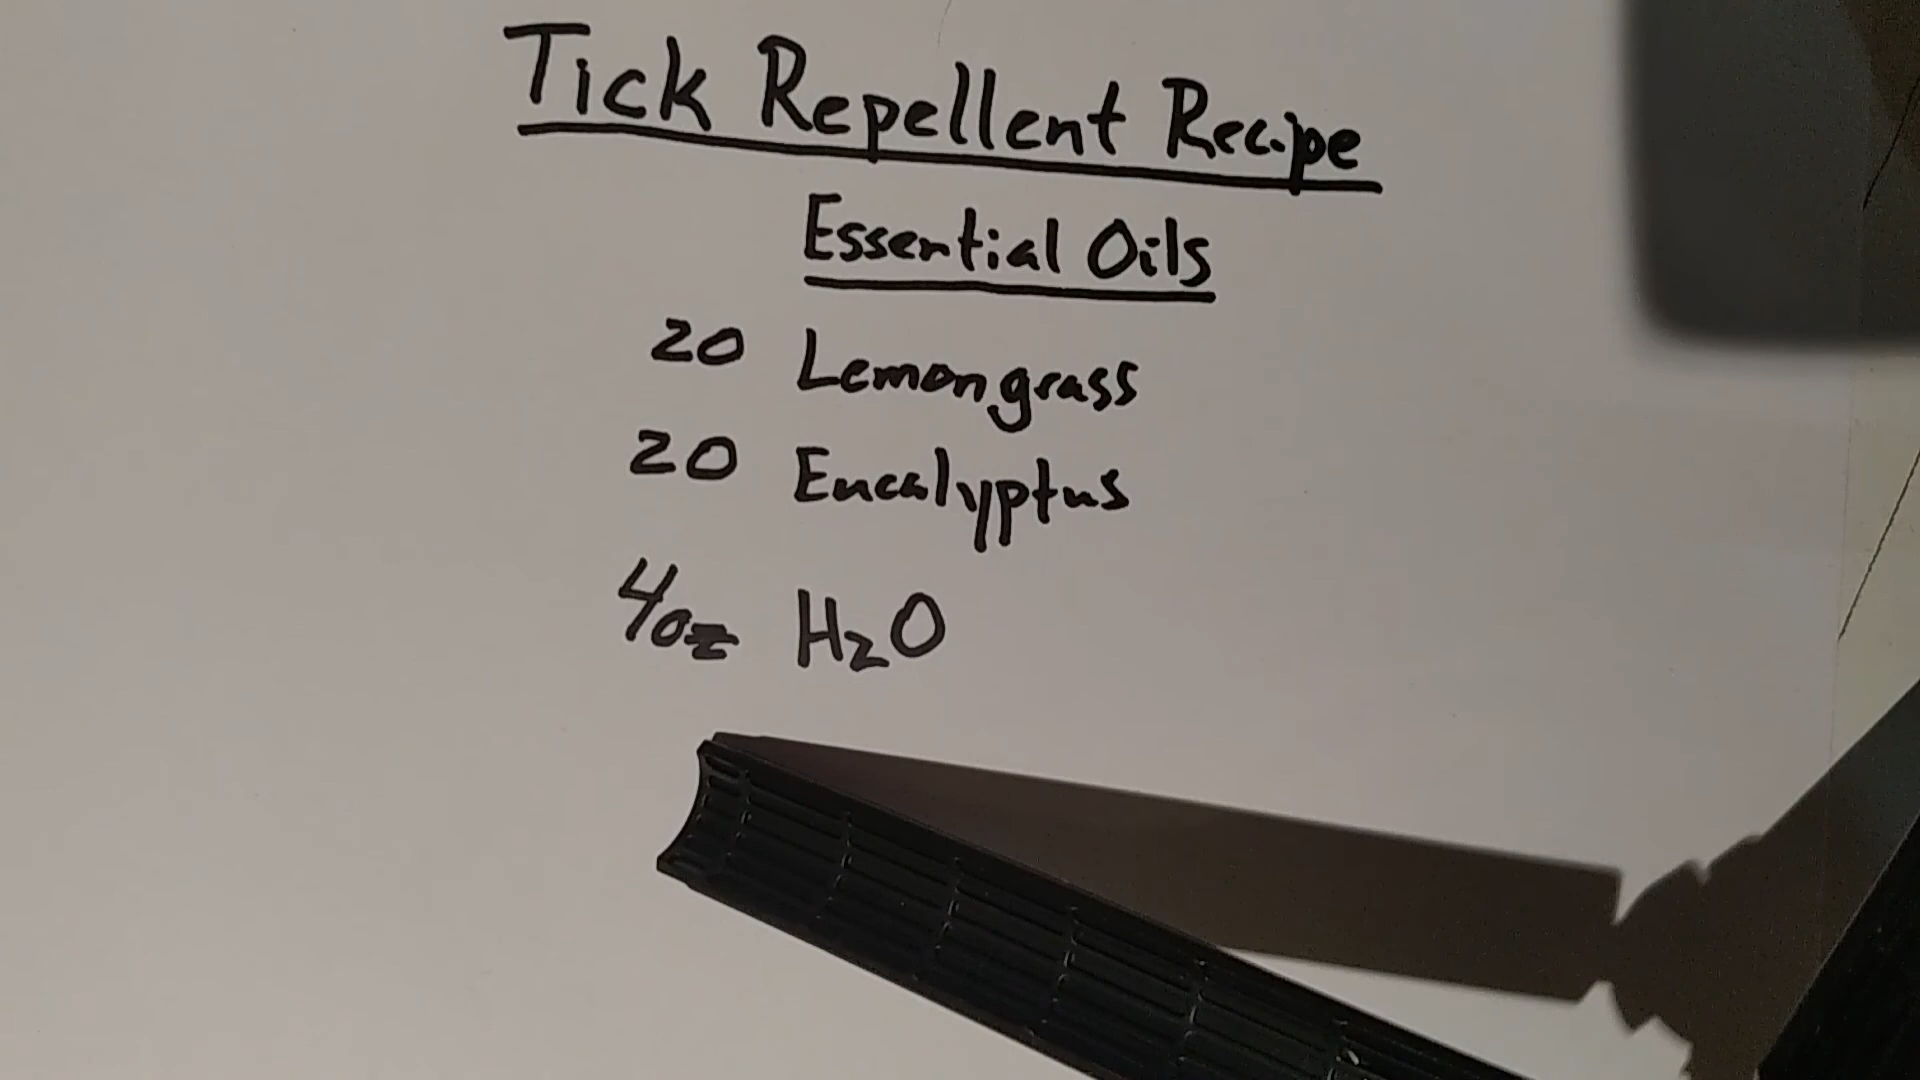 Tick Repellent Recipe
Essential Oils
20 Lemongrass
20 Eucalyptus
4oz H₂O